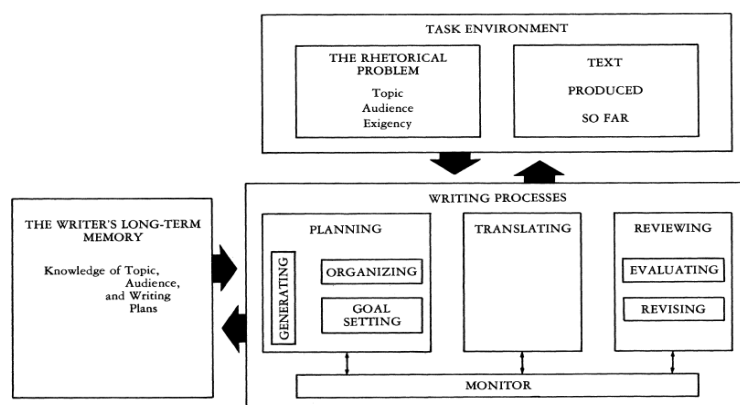 TASK ENVIRONMENT
THE RHETORICAL
PROBLEM
Topic
Audience
Exigency
TEXT
PRODUCED
SO FAR
THE WRITER'S LONG-TERM
MEMORY
Knowledge of Topic,
Audience,
and Writing
Plans
WRITING PROCESSES
PLANNING
GENERATING
ORGANIZING
GOAL
SETTING
TRANSLATING
REVIEWING
EVALUATING
REVISING
MONITOR